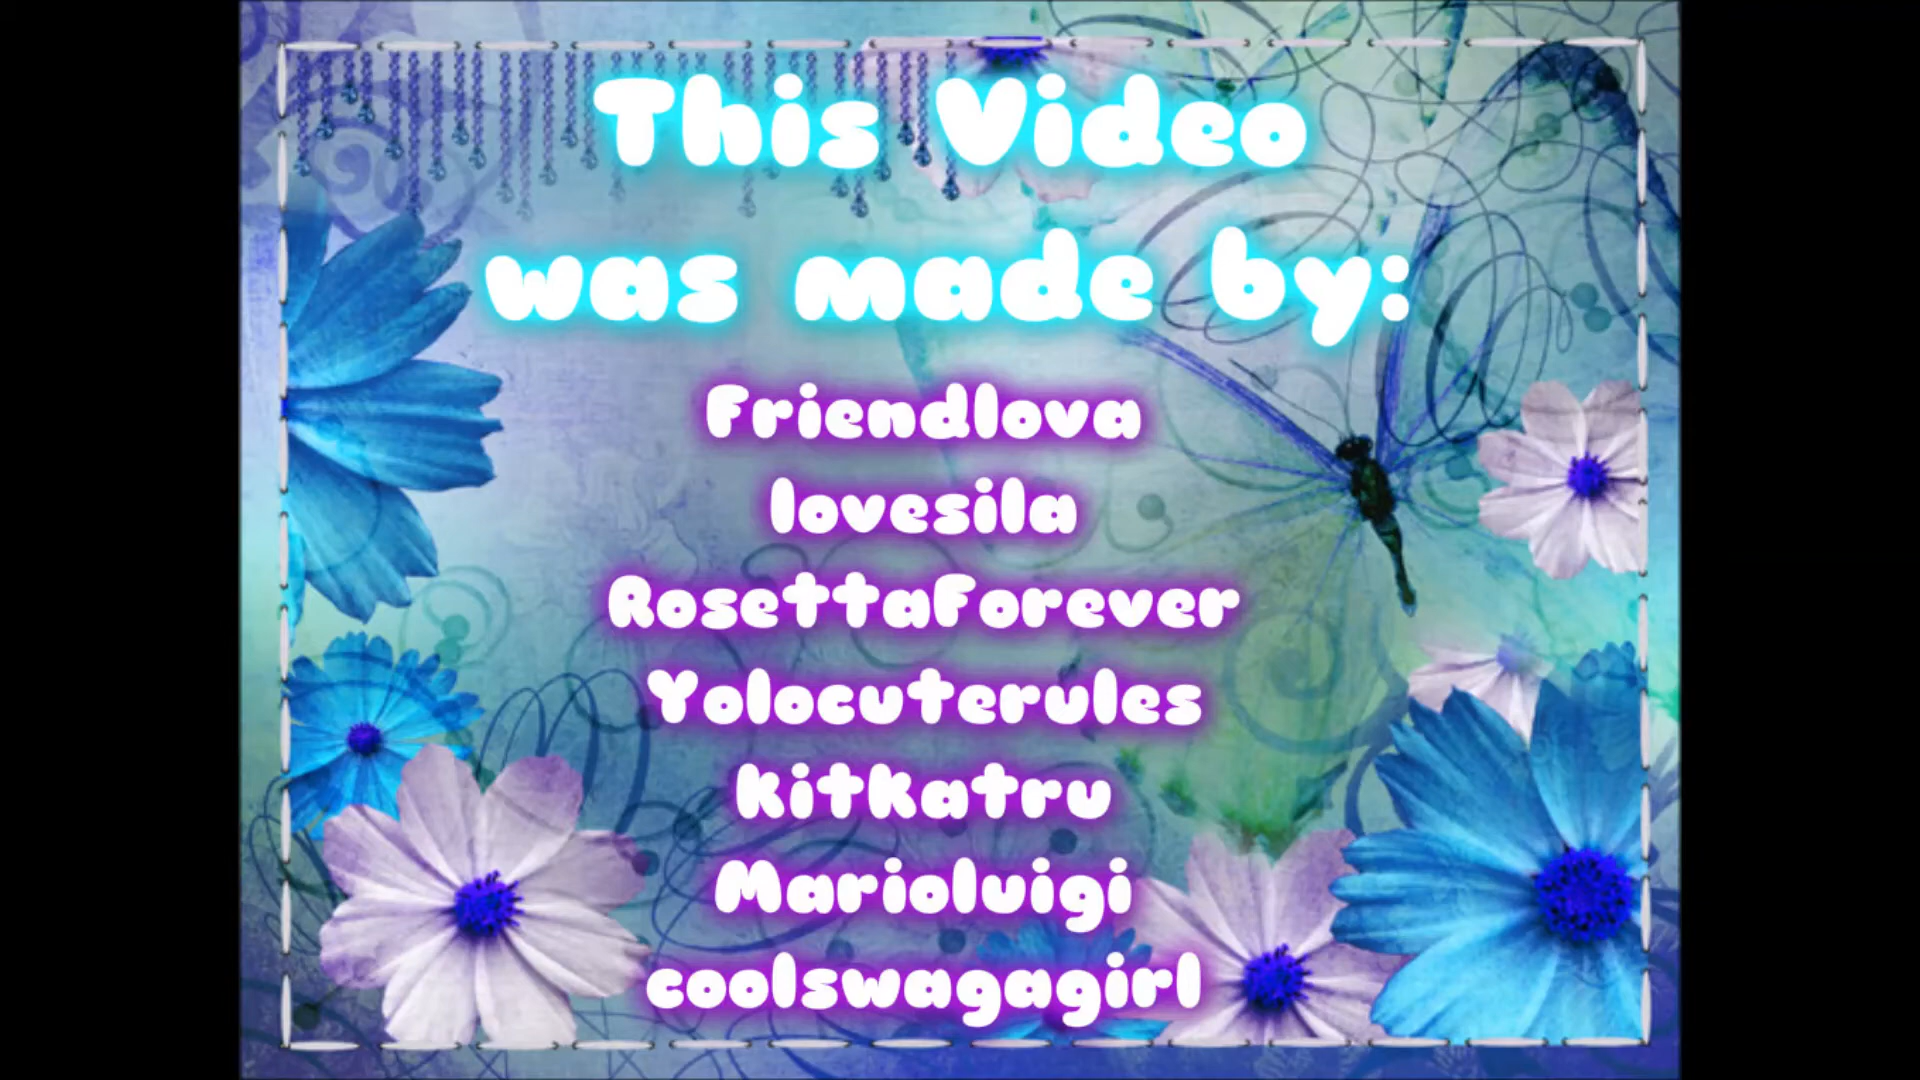 This Video
was made by:
Friendlova
lovesila
RosettaForever
Yolocuterules
KitKatru
Marioluigi
coolswagagirl